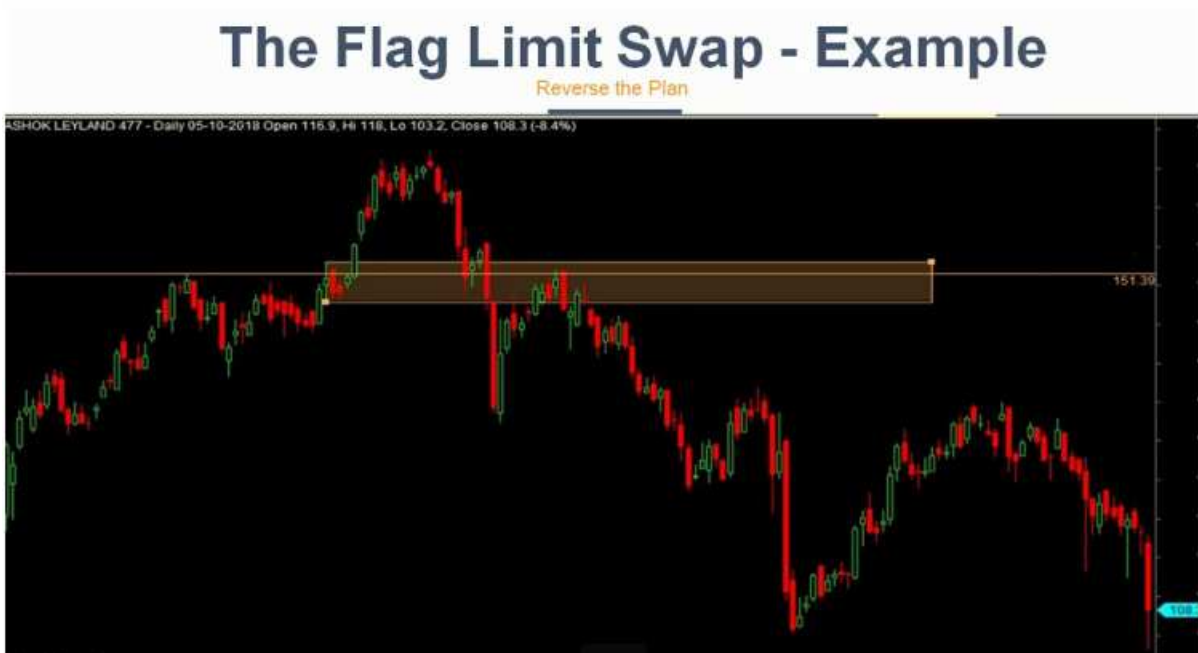 The Flag Limit Swap - Example
Reverse the Plan
ASHOK LEYLAND 477 - Daily 05-10-2018 Open 116.9, Hi 118, Lo 103.2, Close 108.3 (-8.4%)
151.39
108.